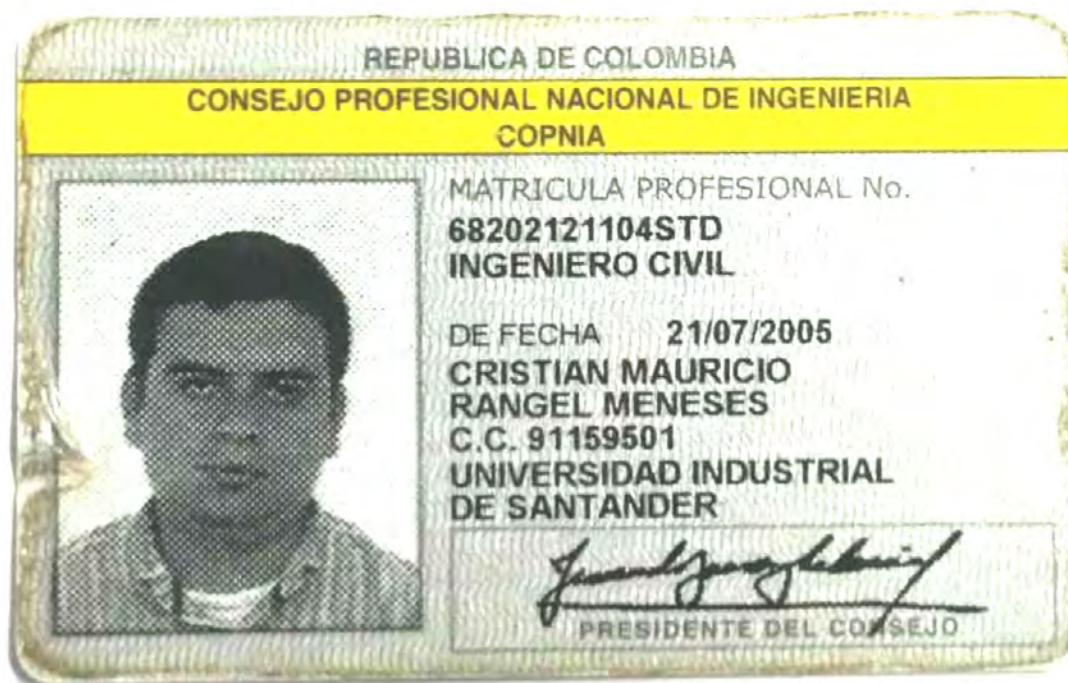 REPUBLICA DE COLOMBIA
CONSEJO PROFESIONAL NACIONAL DE INGENIERIA
COPNIA
MATRICULA PROFESIONAL No.
68202121104STD
INGENIERO CIVIL
DE FECHA 21/07/2005
CRISTIAN MAURICIO
RANGEL MENESES
C.C. 91159501
UNIVERSIDAD INDUSTRIAL
DE SANTANDER
PRESIDENTE DEL CONSEJO